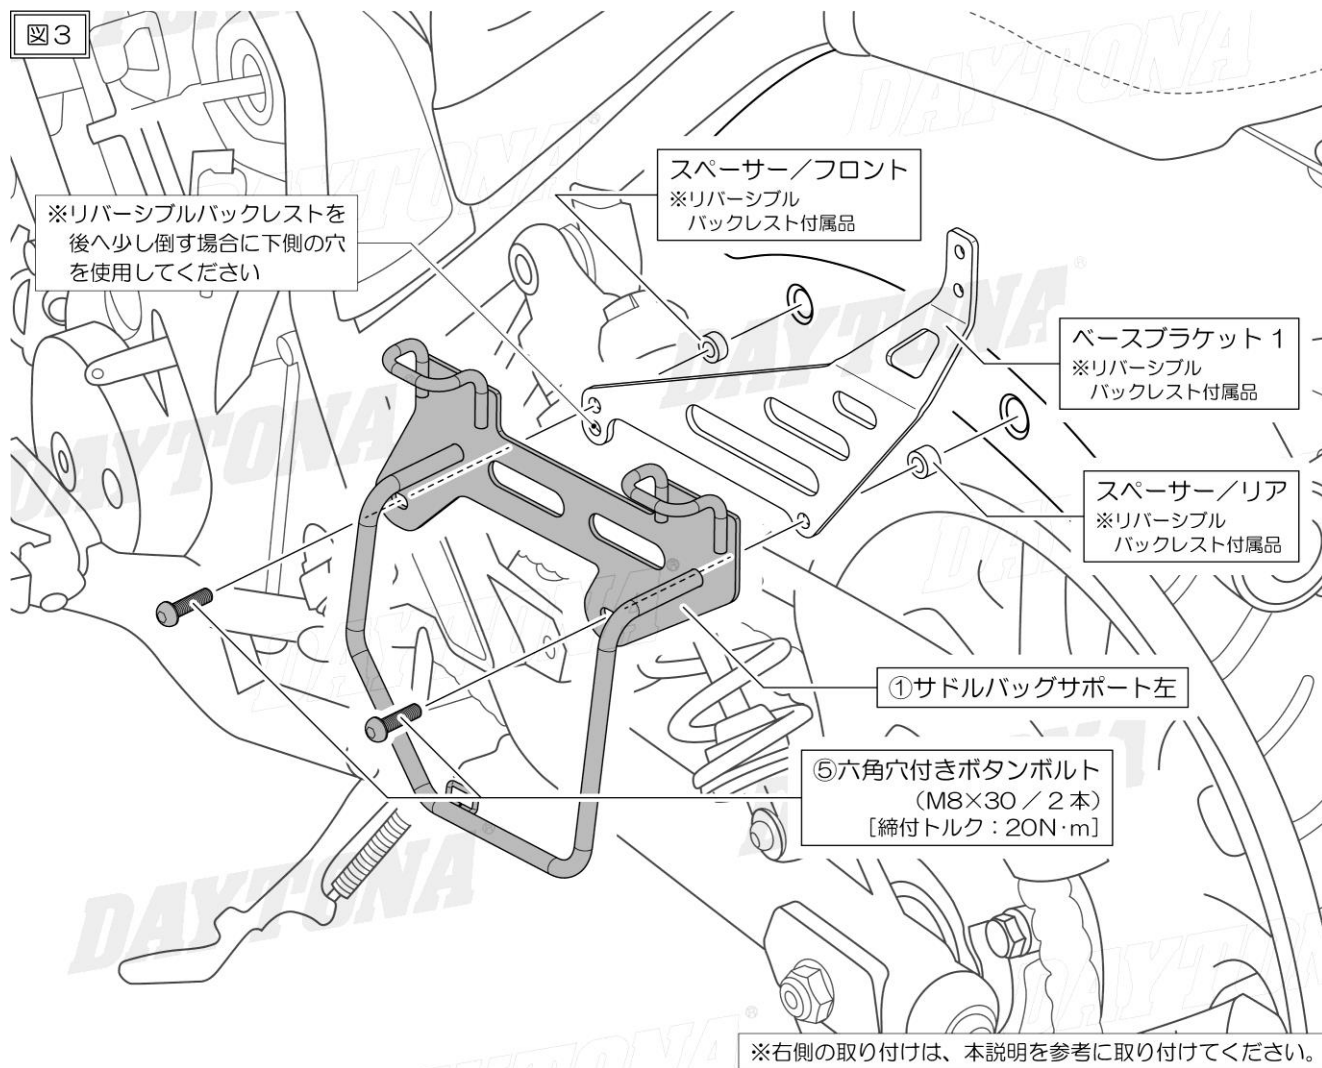 図3
スペーサー／フロント
※リバーシブル
バックレスト付属品
※リバーシブルバックレストを
後へ少し倒す場合に下側の穴
を使用してください
ベースブラケット 1
※リバーシブル
バックレスト付属品
スペーサー／リア
※リバーシブル
バックレスト付属品
①サドルバッグサポート左
⑤六角穴付きボタンボルト
（M8×30 ／ 2 本）
［締付トルク：20N･m］
※右側の取り付けは、本説明を参考に取り付けてください。
DAYTONA
DAYTONA
DAYTONA
DAYTONA
DAYTONA
DAYTONA